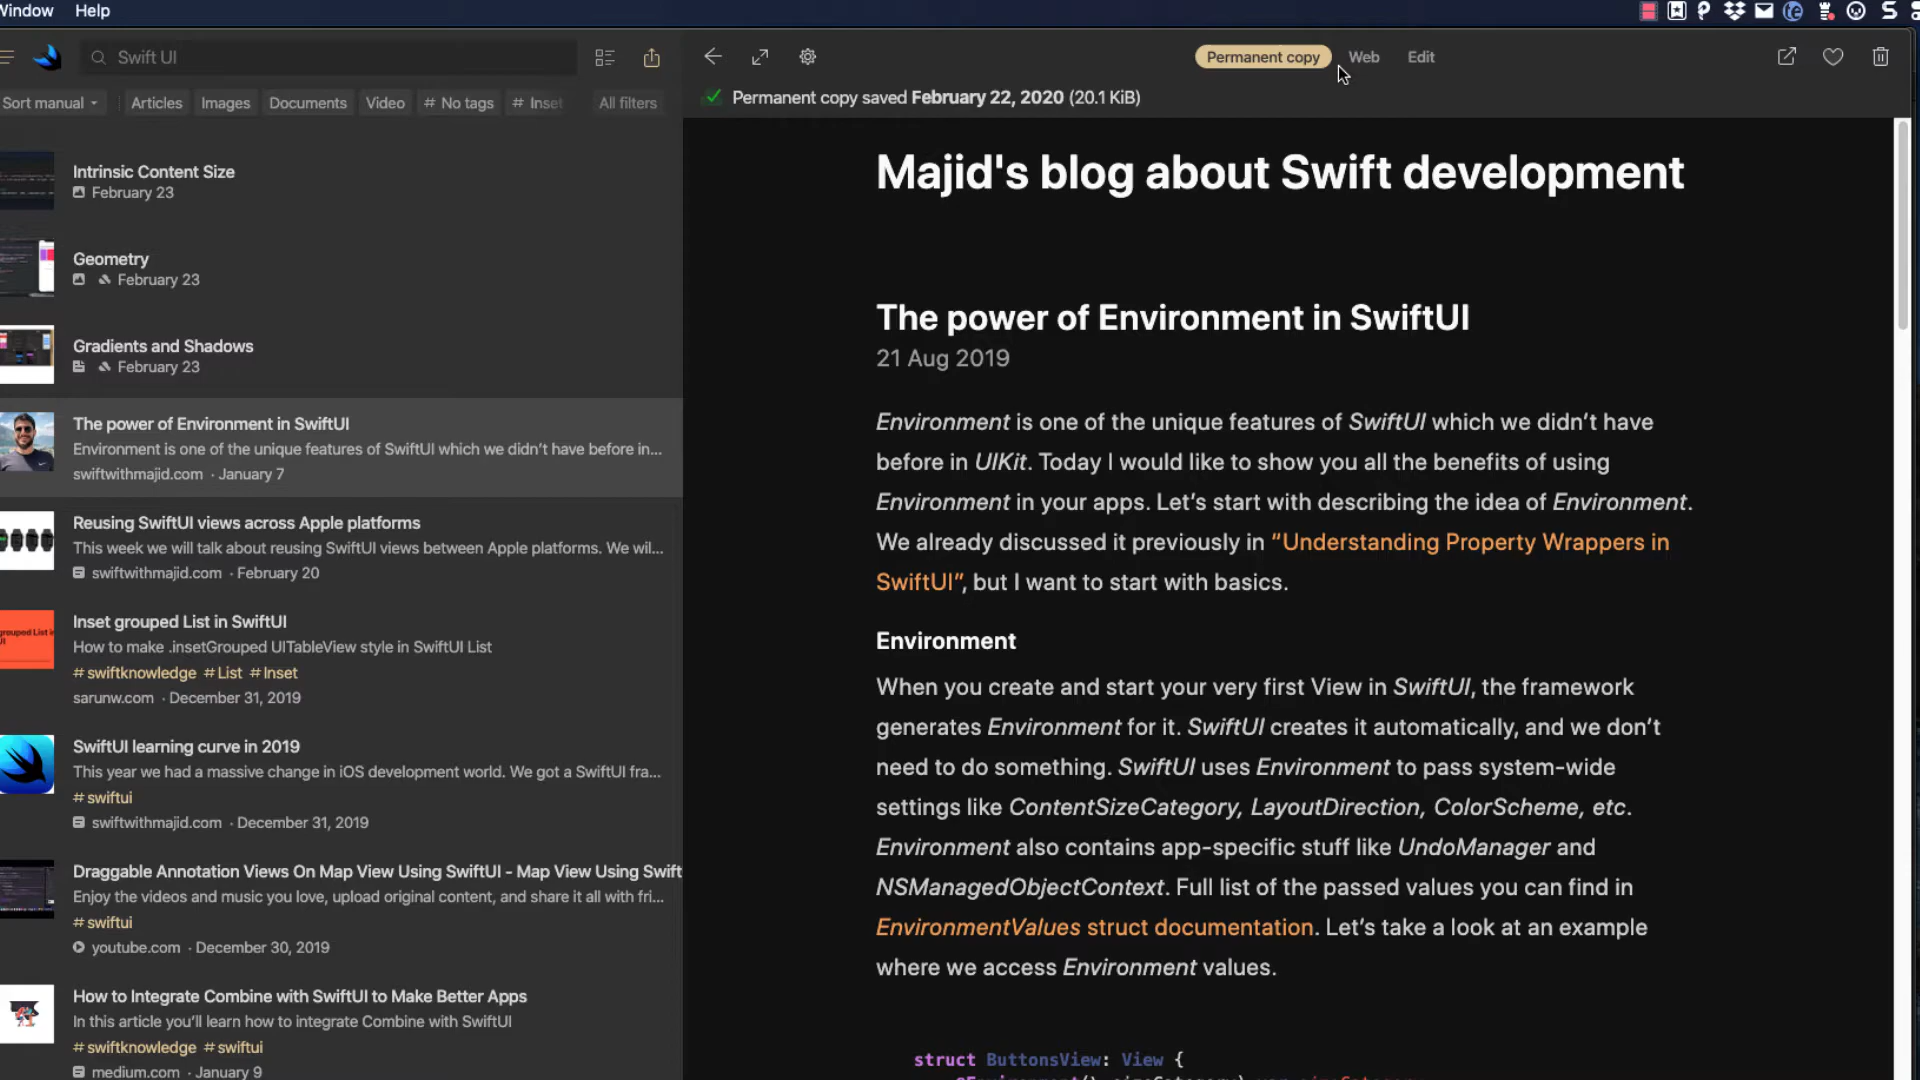 Window Help
Swift UI
Sort manual Articles Images Documents Video # No tags # Inset All filters
Intrinsic Content Size
February 23
Geometry
February 23
Gradients and Shadows
February 23
The power of Environment in SwiftUI
Environment is one of the unique features of SwiftUI which we didn’t have before in...
swiftwithmajid.com · January 7
Reusing SwiftUI views across Apple platforms
This week we will talk about reusing SwiftUI views between Apple platforms. We wil...
swiftwithmajid.com · February 20
Inset grouped List in SwiftUI
How to make .insetGrouped UITableView style in SwiftUI List
# swiftknowledge # List # Inset
sarunw.com · December 31, 2019
SwiftUI learning curve in 2019
This year we had a massive change in iOS development world. We got a SwiftUI fra...
# swiftui
swiftwithmajid.com · December 31, 2019
Draggable Annotation Views On Map View Using SwiftUI - Map View Using Swift
Enjoy the videos and music you love, upload original content, and share it all with fri...
# swiftui
youtube.com · December 30, 2019
How to Integrate Combine with SwiftUI to Make Better Apps
In this article you’ll learn how to integrate Combine with SwiftUI
# swiftknowledge # swiftui
medium.com · January 9
Permanent copy Web Edit
Permanent copy saved February 22, 2020 (20.1 KiB)
Majid's blog about Swift development
The power of Environment in SwiftUI
21 Aug 2019
Environment is one of the unique features of SwiftUI which we didn’t have
before in UIKit. Today I would like to show you all the benefits of using
Environment in your apps. Let’s start with describing the idea of Environment.
We already discussed it previously in “Understanding Property Wrappers in
SwiftUI”, but I want to start with basics.
Environment
When you create and start your very first View in SwiftUI, the framework
generates Environment for it. SwiftUI creates it automatically, and we don’t
need to do something. SwiftUI uses Environment to pass system-wide
settings like ContentSizeCategory, LayoutDirection, ColorScheme, etc.
Environment also contains app-specific stuff like UndoManager and
NSManagedObjectContext. Full list of the passed values you can find in
EnvironmentValues struct documentation. Let’s take a look at an example
where we access Environment values.
struct ButtonsView: View {